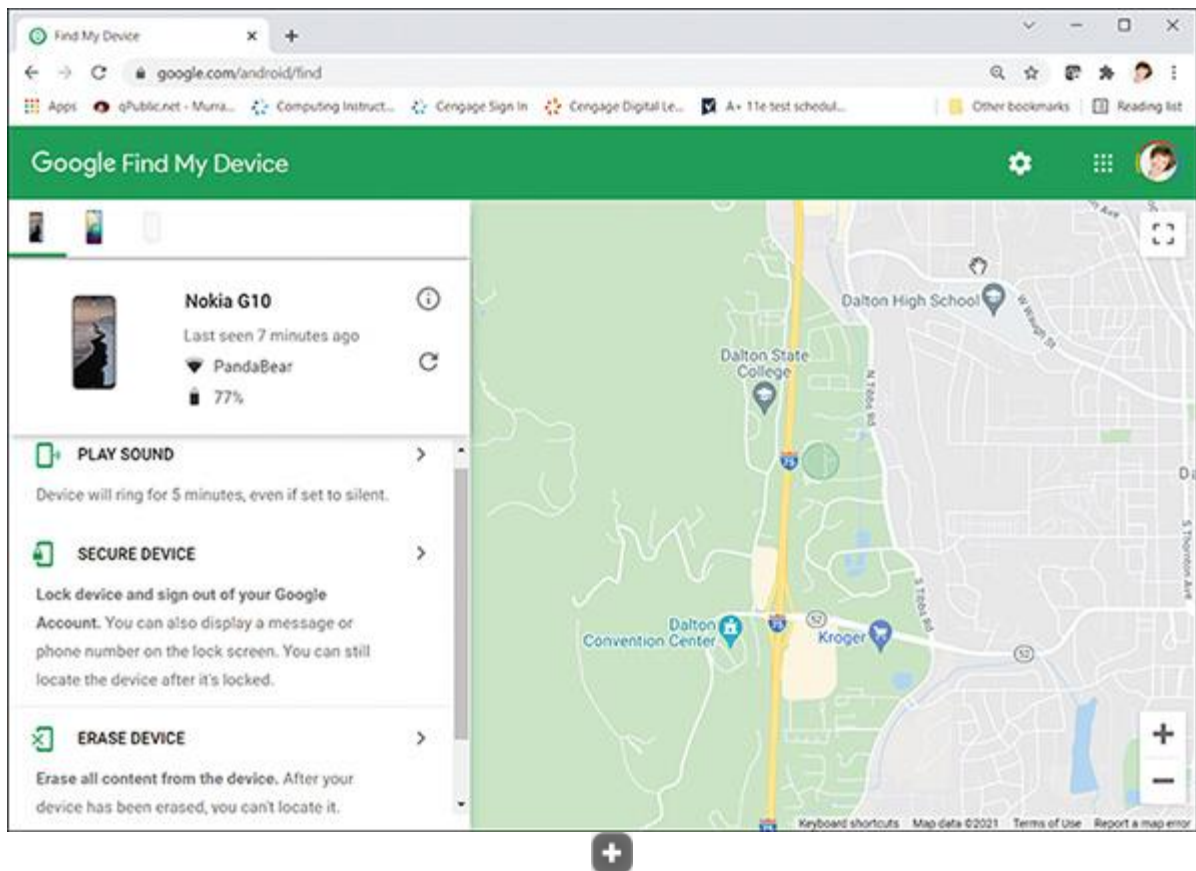 Find My Device
google.com/android/find
Apps
qPublic.net - Murra...
Computing Instruct...
Cengage Sign In
Cengage Digital Le...
A+ 11e test schedul...
Other bookmarks
Reading list
Google Find My Device
Nokia G10
Last seen 7 minutes ago
PandaBear
77%
PLAY SOUND
Device will ring for 5 minutes, even if set to silent.
SECURE DEVICE
Lock device and sign out of your Google
Account. You can also display a message or
phone number on the lock screen. You can still
locate the device after it's locked.
ERASE DEVICE
Erase all content from the device. After your
device has been erased, you can't locate it.
Dalton High School
W Waugh St
Dalton State
College
N Tibbs Rd
75
S Thornton Ave
S Tibbs Rd
Dalton
Convention Center
75
52
Kroger
52
75
Keyboard shortcuts
Map data ©2021
Terms of Use
Report a map error